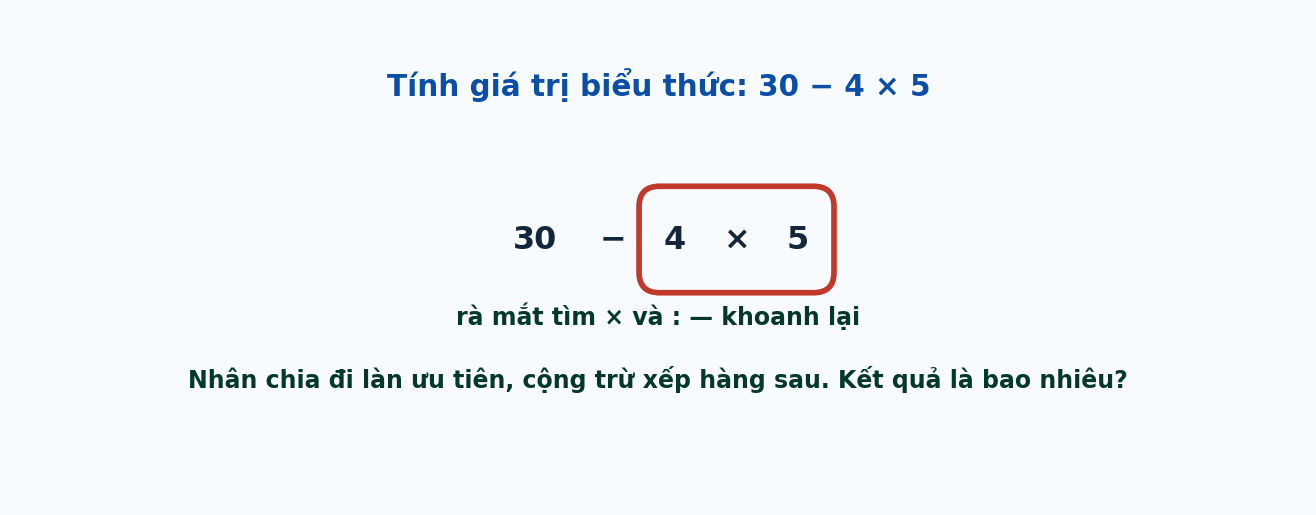 Tính giá trị biểu thức: 30 − 4 × 5
30 − 4 × 5
rà mắt tìm × và : — khoanh lại
Nhân chia đi làn ưu tiên, cộng trừ xếp hàng sau. Kết quả là bao nhiêu?